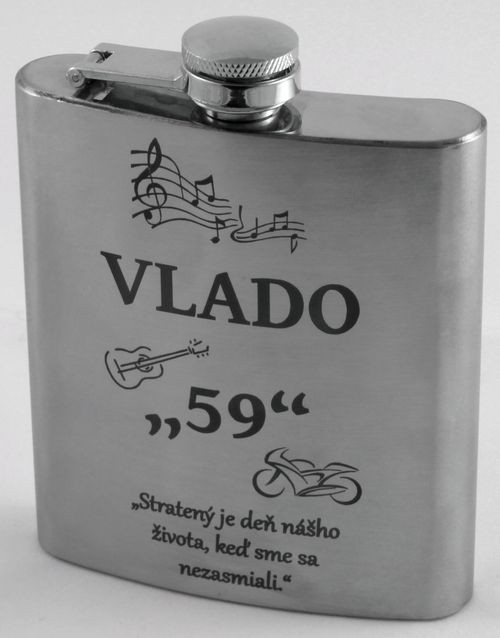 VLADO
„59“
„Stratený je deň nášho
života, keď sme sa
nezasmiali.“